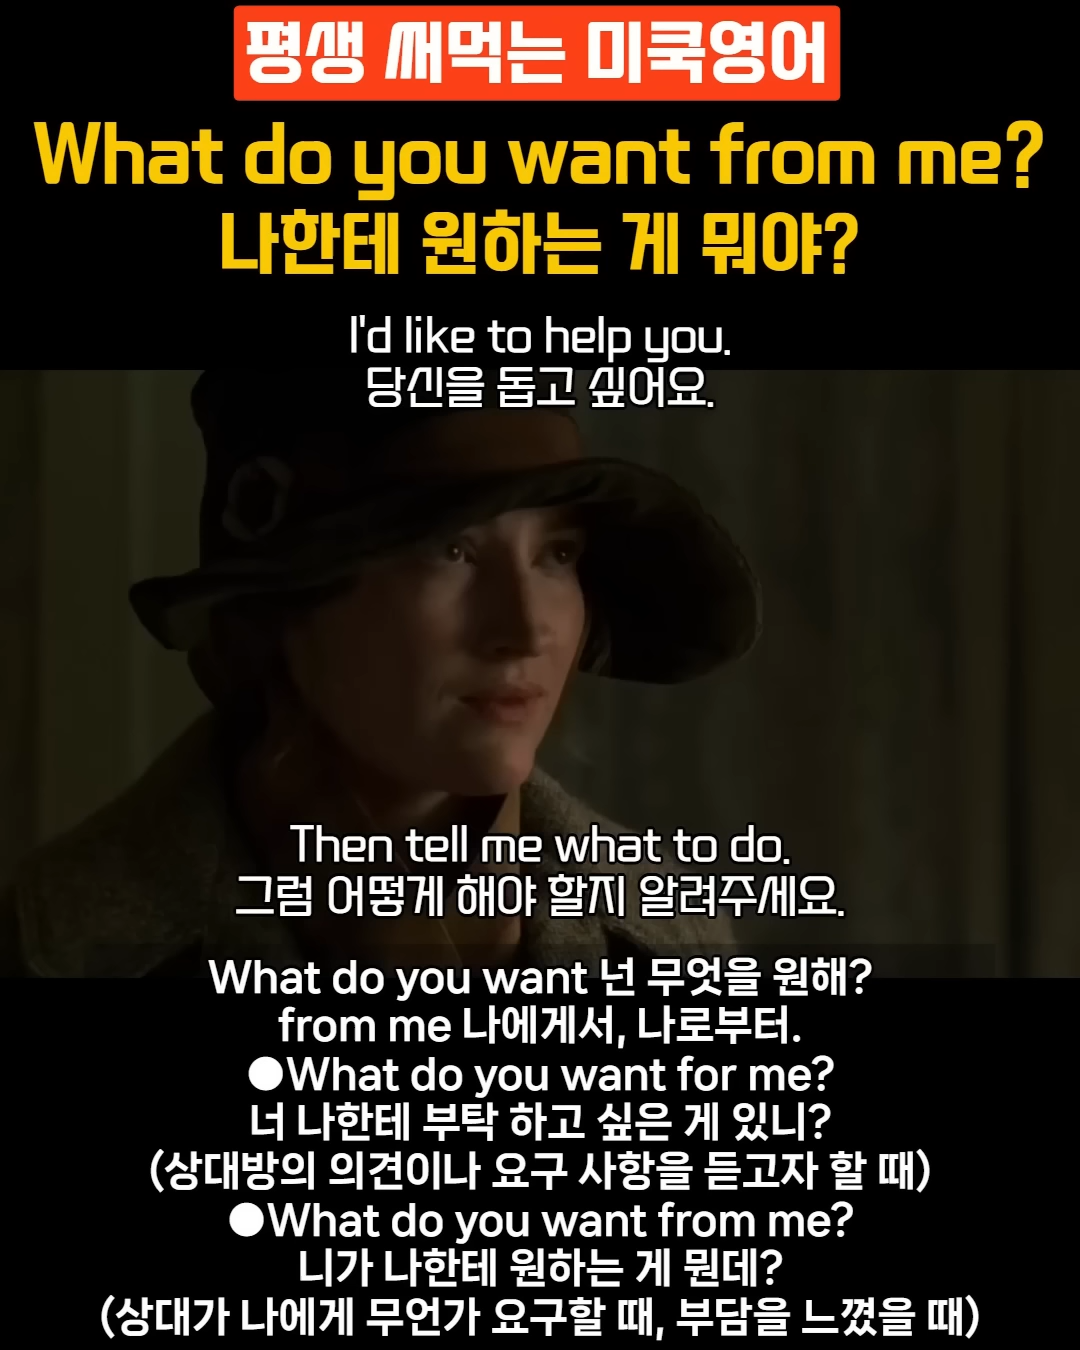 평생 써먹는 미쿡영어
What do you want from me?
나한테 원하는 게 뭐야?
I'd like to help you.
당신을 돕고 싶어요.
Then tell me what to do.
그럼 어떻게 해야 할지 알려주세요.
What do you want 넌 무엇을 원해?
from me 나에게서, 나로부터.
●What do you want for me?
너 나한테 부탁 하고 싶은 게 있니?
(상대방의 의견이나 요구 사항을 듣고자 할 때)
●What do you want from me?
니가 나한테 원하는 게 뭔데?
(상대가 나에게 무언가 요구할 때, 부담을 느꼈을 때)